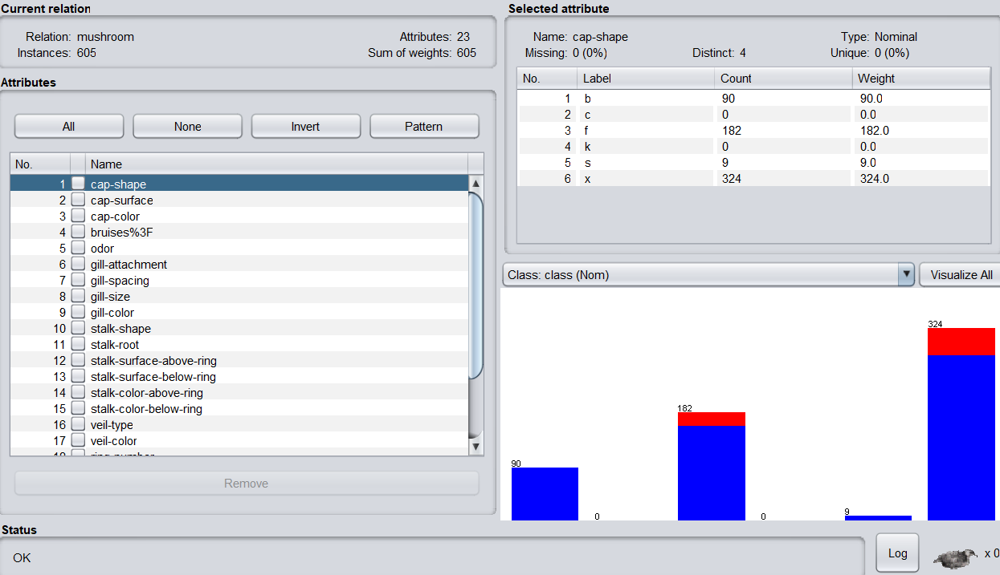 Current relation
Relation: mushroom
Attributes: 23
Instances: 605
Sum of weights: 605
Attributes
All
None
Invert
Pattern
No. Name
1 cap-shape
2 cap-surface
3 cap-color
4 bruises%3F
5 odor
6 gill-attachment
7 gill-spacing
8 gill-size
9 gill-color
10 stalk-shape
11 stalk-root
12 stalk-surface-above-ring
13 stalk-surface-below-ring
14 stalk-color-above-ring
15 stalk-color-below-ring
16 veil-type
17 veil-color
Remove
Selected attribute
Name: cap-shape
Type: Nominal
Missing: 0 (0%)
Distinct: 4
Unique: 0 (0%)
No. Label Count Weight
1 b 90 90.0
2 c 0 0.0
3 f 182 182.0
4 k 0 0.0
5 s 9 9.0
6 x 324 324.0
Class: class (Nom)
Visualize All
90
0
182
0
9
324
Status
OK
Log
x 0